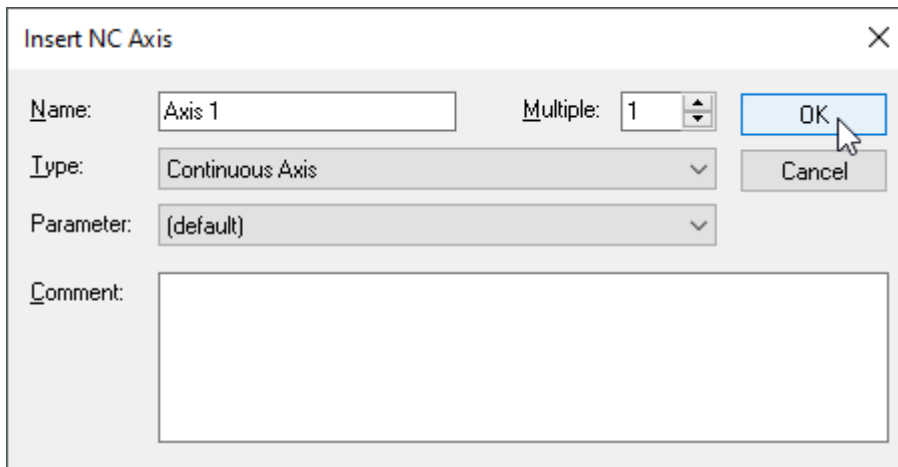 Insert NC Axis
Name: Axis 1 Multiple: 1 OK
Type: Continuous Axis Cancel
Parameter: (default)
Comment: